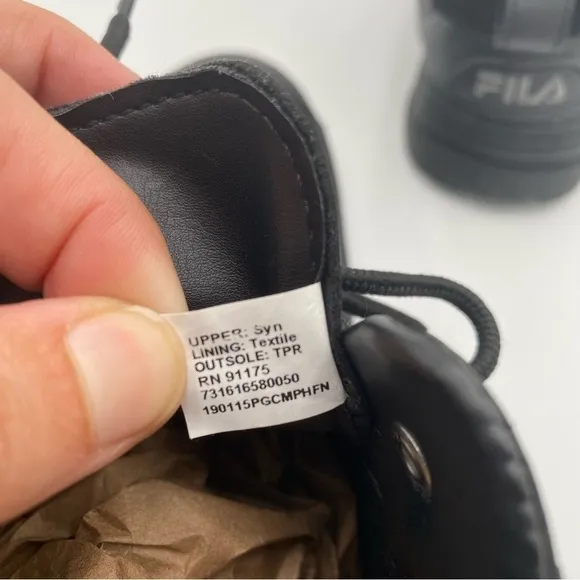 FILA
UPPER: Syn
LINING: Textile
OUTSOLE: TPR
RN 91175
731616580050
190115PGCMPHFN